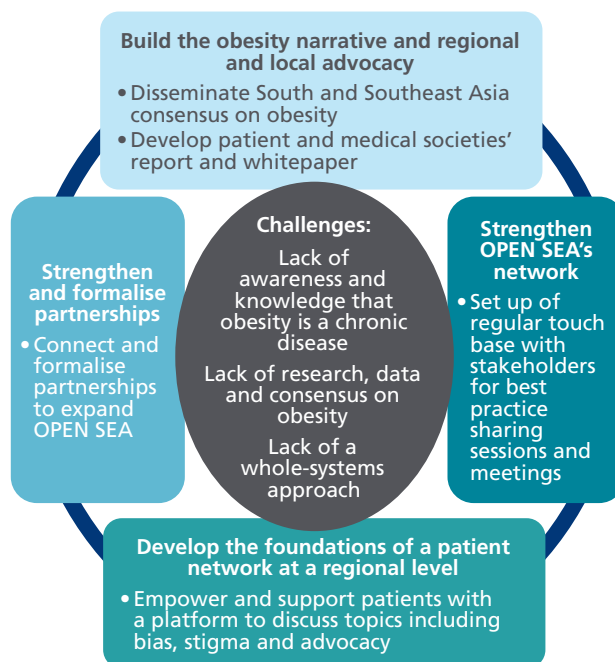 Build the obesity narrative and regional
and local advocacy
• Disseminate South and Southeast Asia
consensus on obesity
• Develop patient and medical societies’
report and whitepaper
Strengthen
and formalise
partnerships
• Connect and
formalise
partnerships
to expand
OPEN SEA
Challenges:
Lack of
awareness and
knowledge that
obesity is a chronic
disease
Lack of research, data
and consensus on
obesity
Lack of a
whole-systems
approach
Strengthen
OPEN SEA’s
network
• Set up of
regular touch
base with
stakeholders
for best
practice
sharing
sessions and
meetings
Develop the foundations of a patient
network at a regional level
• Empower and support patients with
a platform to discuss topics including
bias, stigma and advocacy